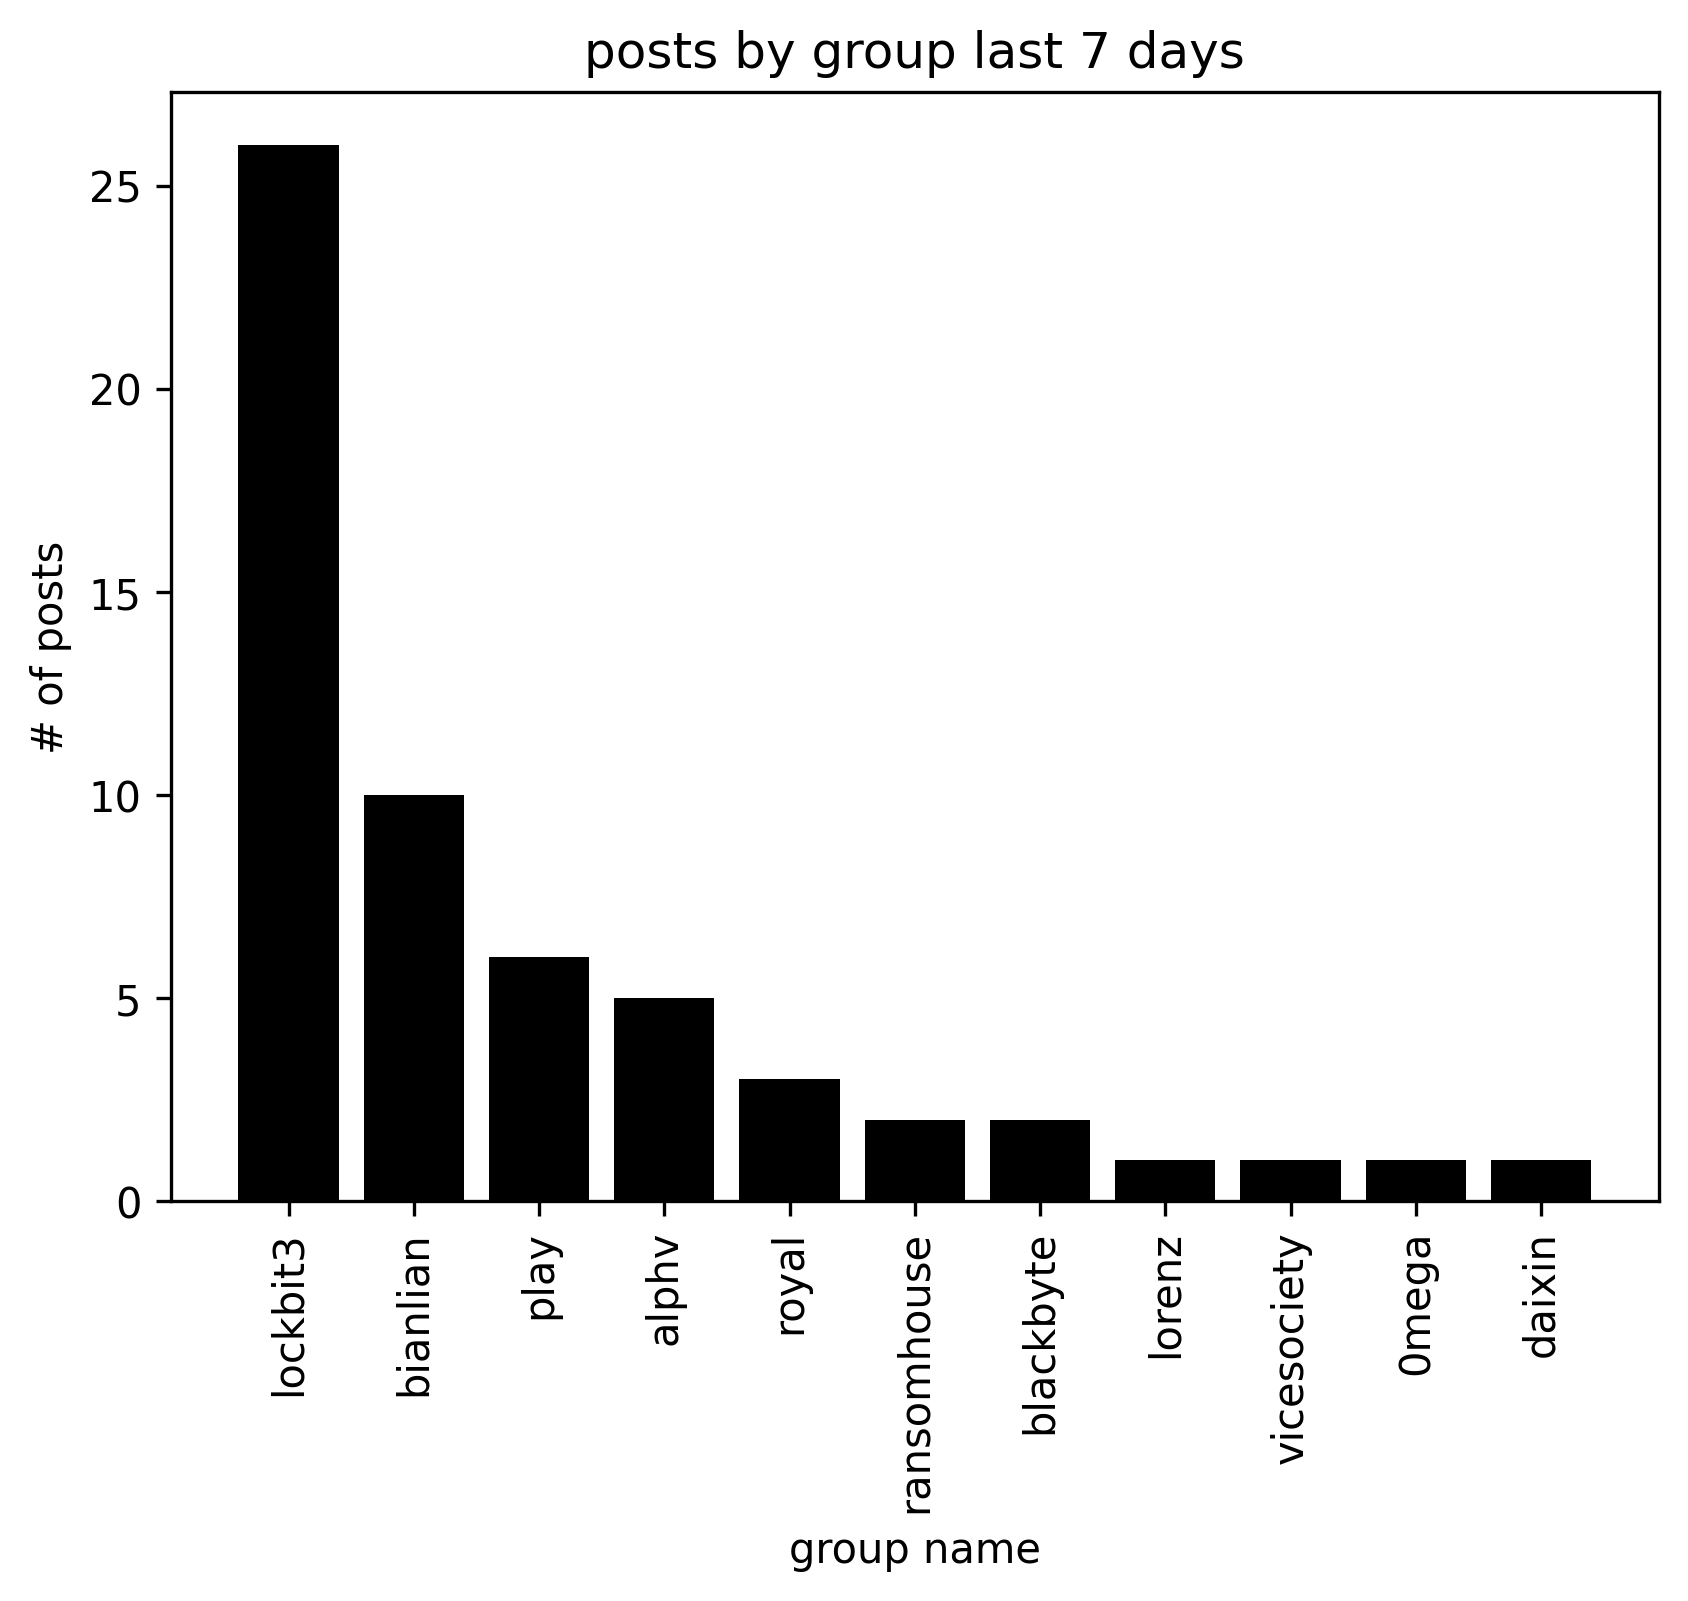 posts by group last 7 days
# of posts
25
20
15
10
5
0
lockbit3
bianlian
play
alphv
royal
ransomhouse
blackbyte
lorenz
vicesociety
0mega
daixin
group name